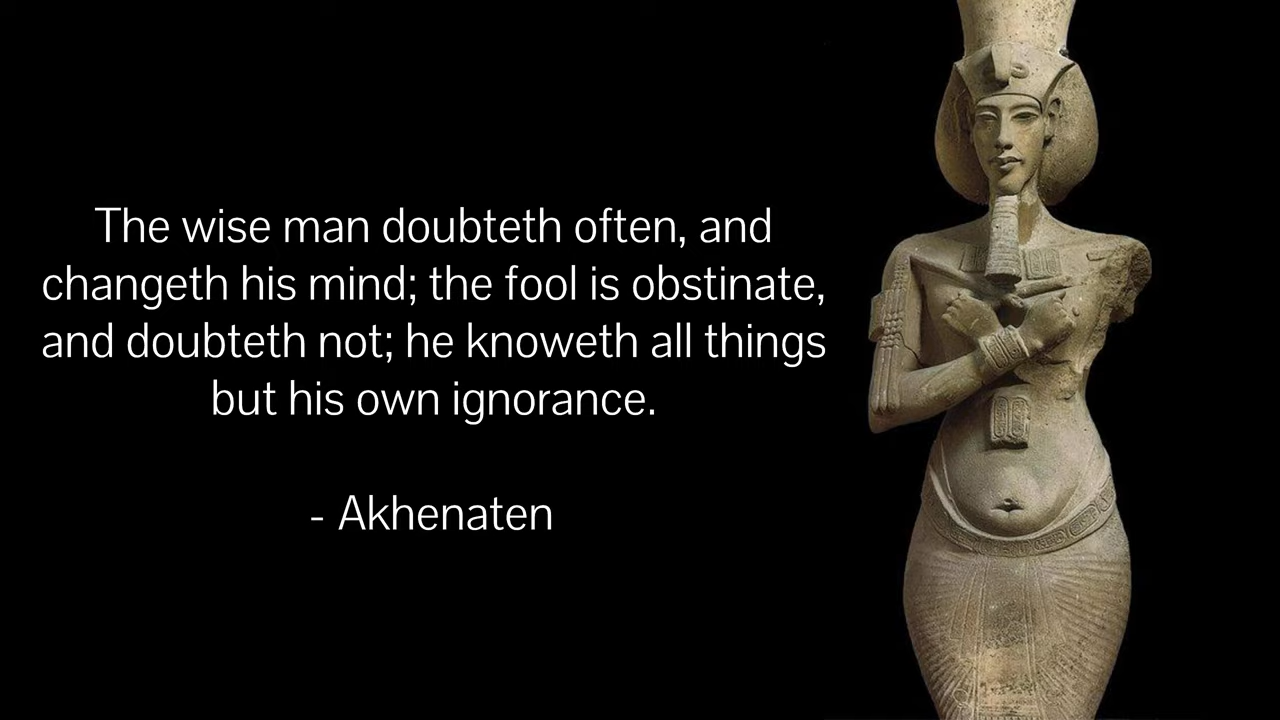 The wise man doubteth often, and
changeth his mind; the fool is obstinate,
and doubteth not; he knoweth all things
but his own ignorance.
- Akhenaten